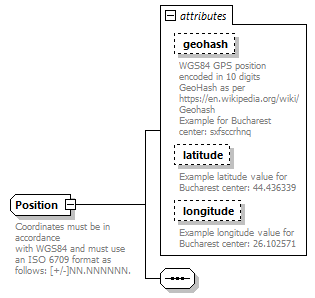 attributes
geohash
WGS84 GPS position
encoded in 10 digits
GeoHash as per
https://en.wikipedia.org/wiki/
Geohash
Example for Bucharest
center: sxfsccrhnq
latitude
Example latitude value for
Bucharest center: 44.436339
longitude
Example longitude value for
Bucharest center: 26.102571
Position
Coordinates must be in
accordance
with WGS84 and must use
an ISO 6709 format as
follows: [+/-]NN.NNNNNN.